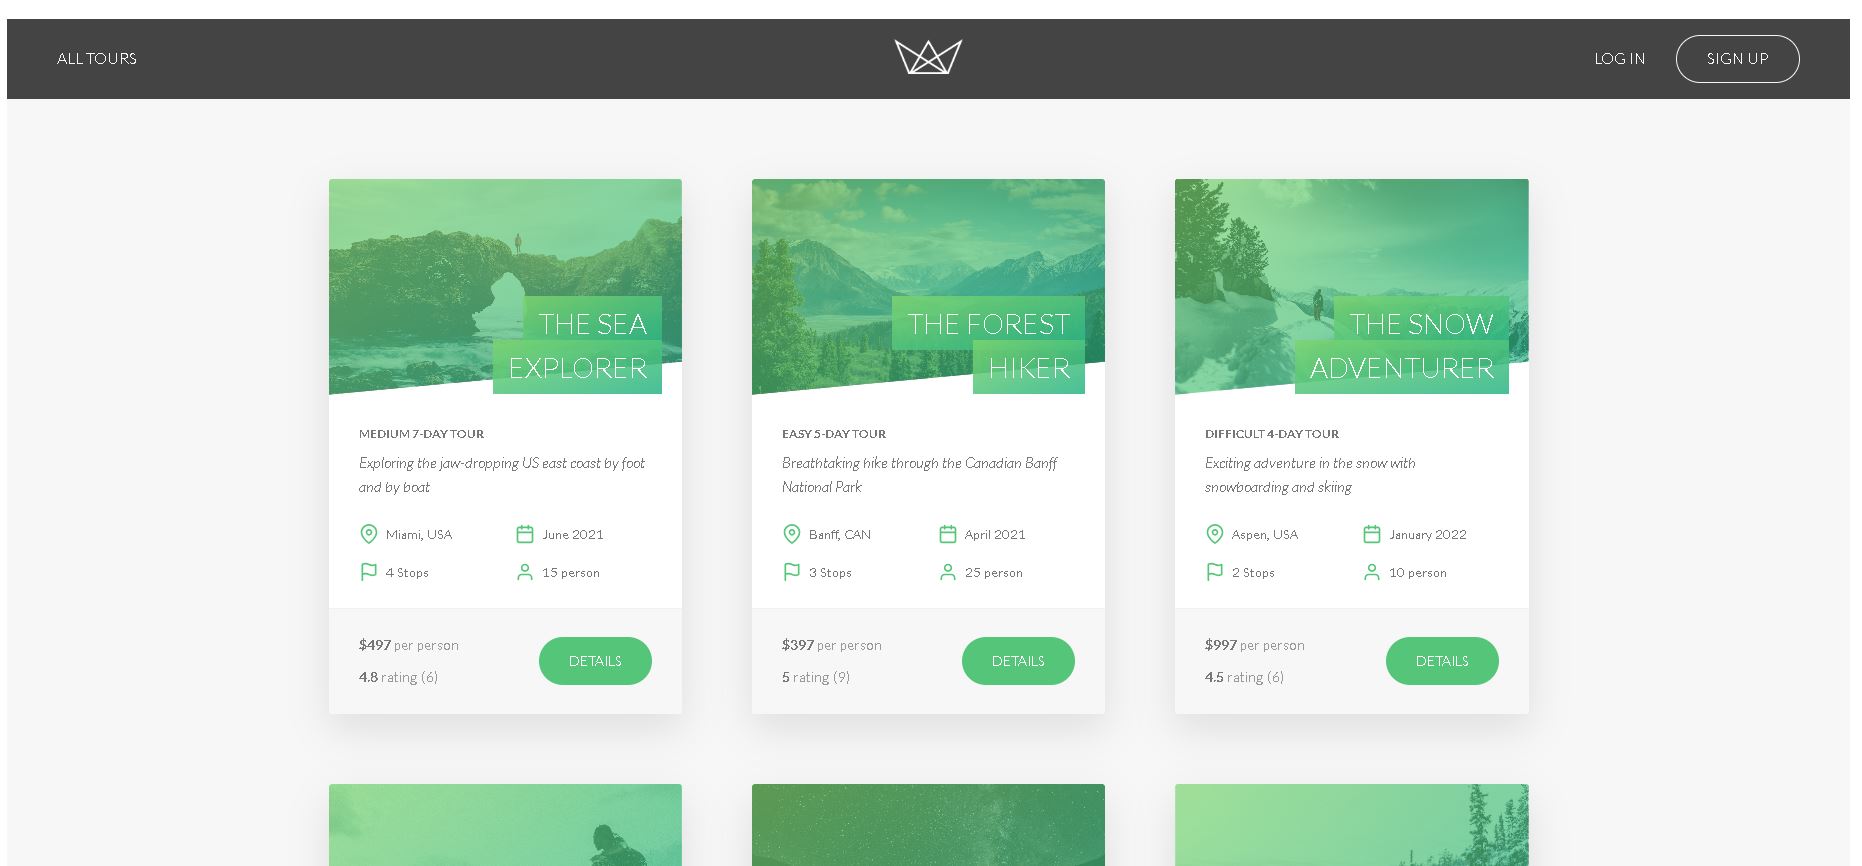 ALL TOURS
LOG IN
SIGN UP
THE SEA
EXPLORER
MEDIUM 7-DAY TOUR
Exploring the jaw-dropping US east coast by foot
and by boat
Miami, USA
June 2021
4 Stops
15 person
$497 per person
4.8 rating (6)
DETAILS
THE FOREST
HIKER
EASY 5-DAY TOUR
Breathtaking hike through the Canadian Banff
National Park
Banff, CAN
April 2021
3 Stops
25 person
$397 per person
5 rating (9)
DETAILS
THE SNOW
ADVENTURER
DIFFICULT 4-DAY TOUR
Exciting adventure in the snow with
snowboarding and skiing
Aspen, USA
January 2022
2 Stops
10 person
$997 per person
4.5 rating (6)
DETAILS